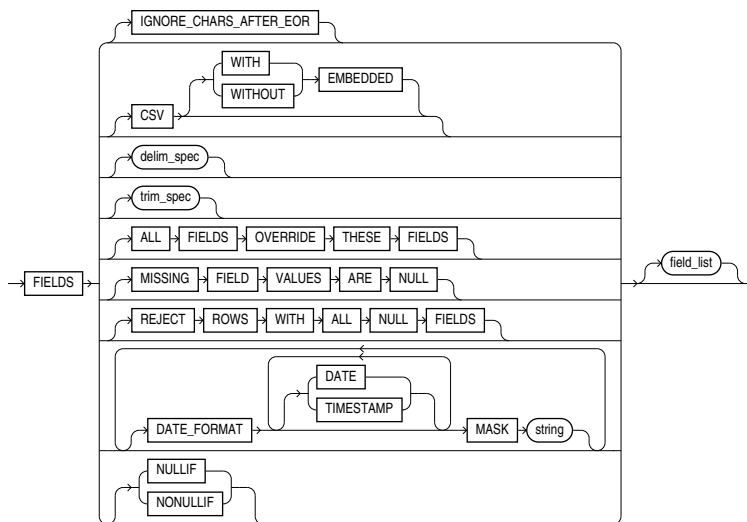 IGNORE_CHARS_AFTER_EOR
WITH
WITHOUT
EMBEDDED
CSV
delim_spec
trim_spec
ALL FIELDS OVERRIDE THESE FIELDS
FIELDS
MISSING FIELD VALUES ARE NULL
field_list
REJECT ROWS WITH ALL NULL FIELDS
DATE
TIMESTAMP
DATE_FORMAT
MASK string
NULLIF
NONULLIF